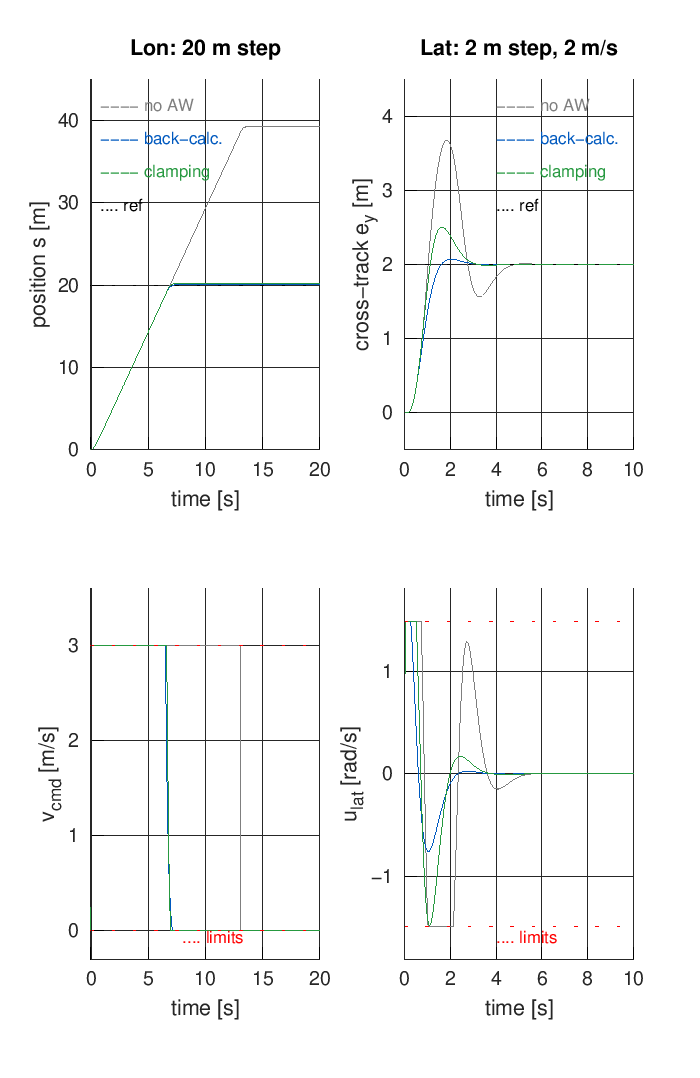 Lon: 20 m step
Lat: 2 m step, 2 m/s
position s [m]
40
30
20
10
0
---- no AW
---- back-calc.
---- clamping
.... ref
0 5 10 15 20
time [s]
cross-track e_y [m]
4
3
2
1
0
---- no AW
---- back-calc.
---- clamping
.... ref
0 2 4 6 8 10
time [s]
v_cmd [m/s]
3
2
1
0
.... limits
0 5 10 15 20
time [s]
u_lat [rad/s]
1
0
-1
.... limits
0 2 4 6 8 10
time [s]